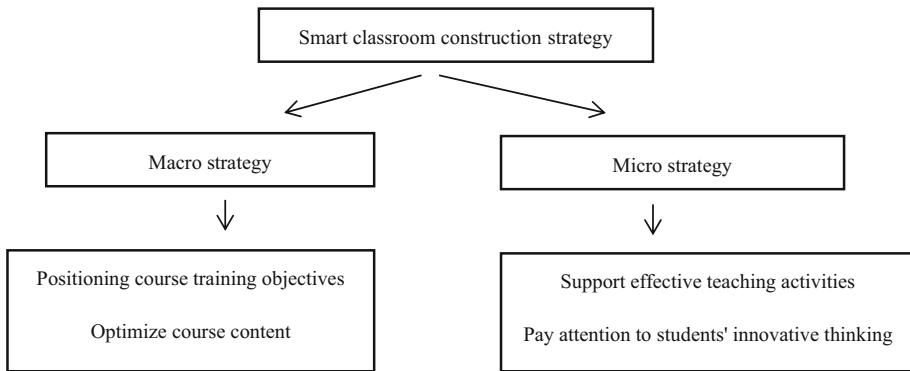 Smart classroom construction strategy
Macro strategy
Micro strategy
Positioning course training objectives
Optimize course content
Support effective teaching activities
Pay attention to students' innovative thinking